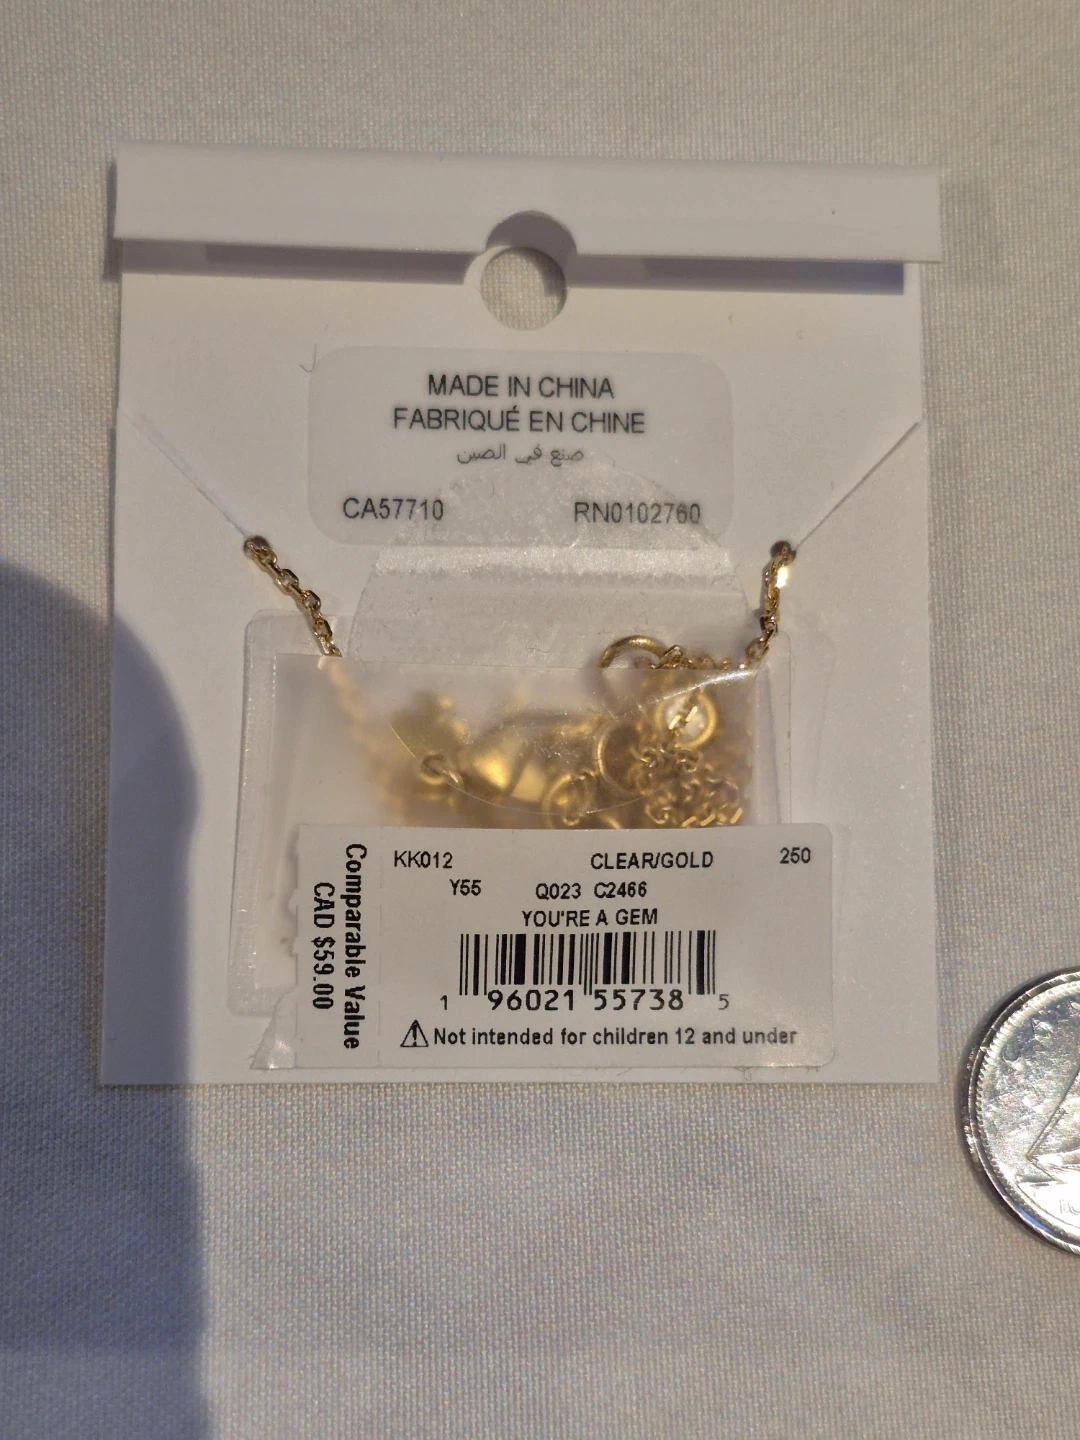 MADE IN CHINA
FABRIQUÉ EN CHINE
صنع في الصين
CA57710 RN0102760
Comparable Value
CAD $59.00
KK012 CLEAR/GOLD 250
Y55 Q023 C2466
YOU'RE A GEM
1 96021 55738 5
⚠ Not intended for children 12 and under